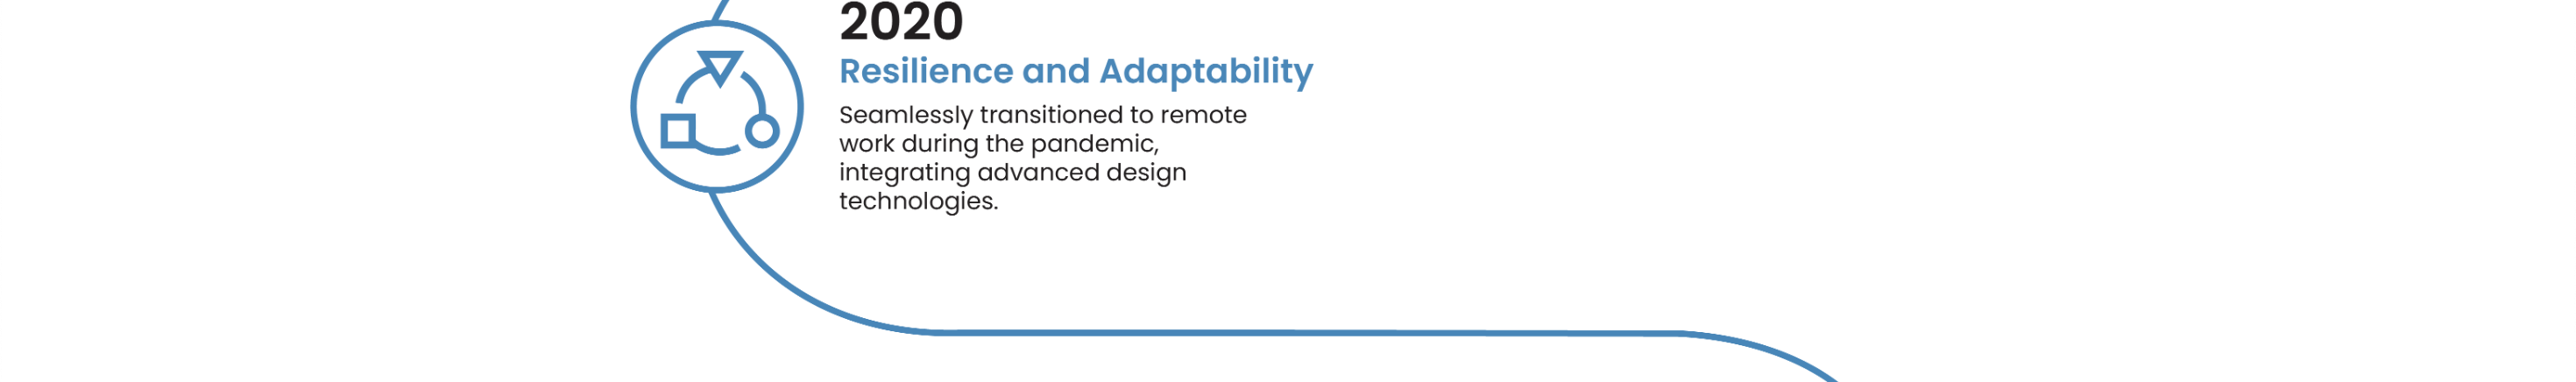 2020
Resilience and Adaptability
Seamlessly transitioned to remote
work during the pandemic,
integrating advanced design
technologies.